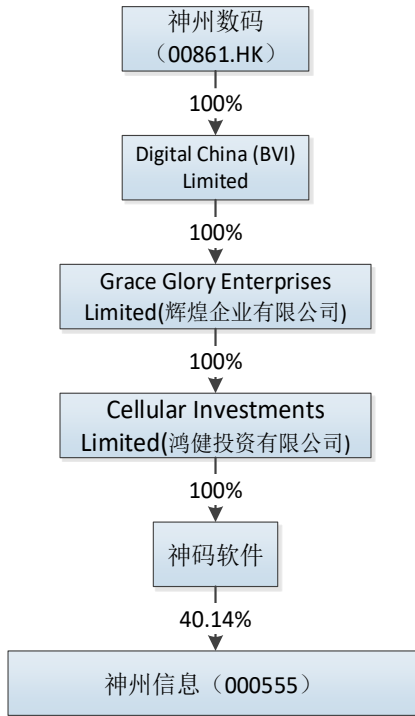 神州数码
（00861.HK）
100%
Digital China (BVI)
Limited
100%
Grace Glory Enterprises
Limited(辉煌企业有限公司)
100%
Cellular Investments
Limited(鸿健投资有限公司)
100%
神码软件
40.14%
神州信息（000555）